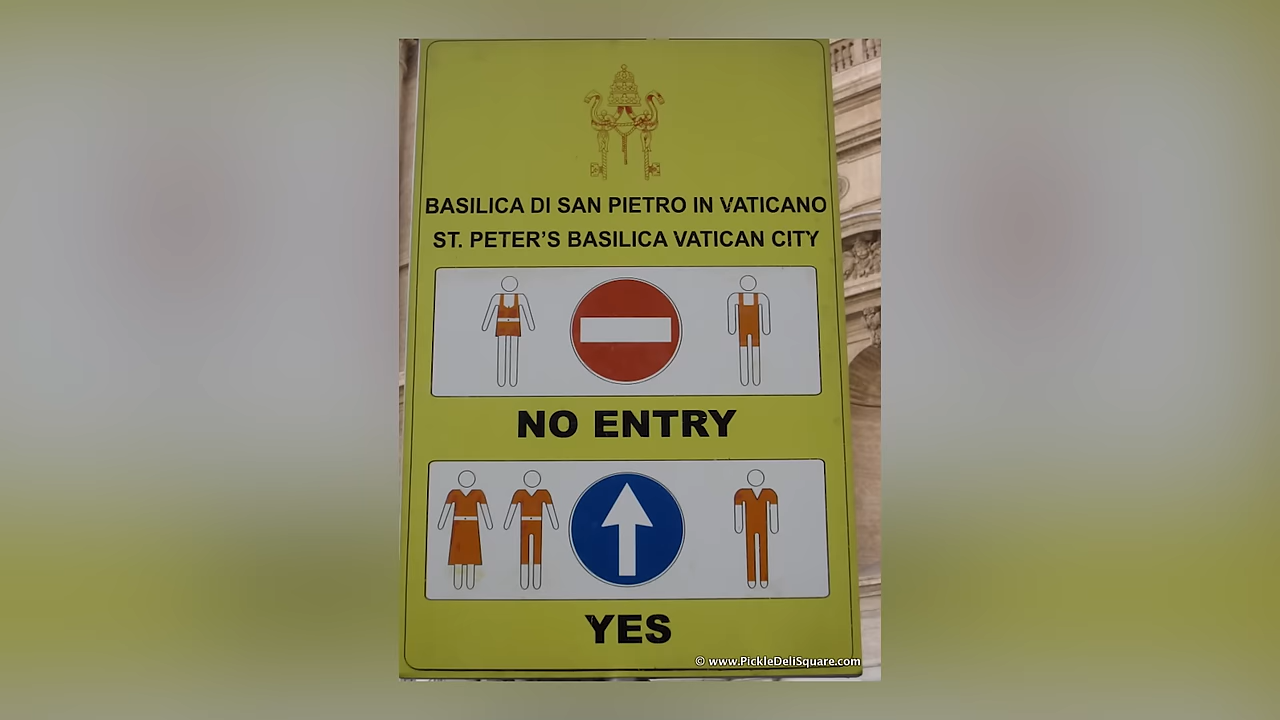 BASILICA DI SAN PIETRO IN VATICANO
ST. PETER'S BASILICA VATICAN CITY
NO ENTRY
YES
© www.PickleDeliSquare.com